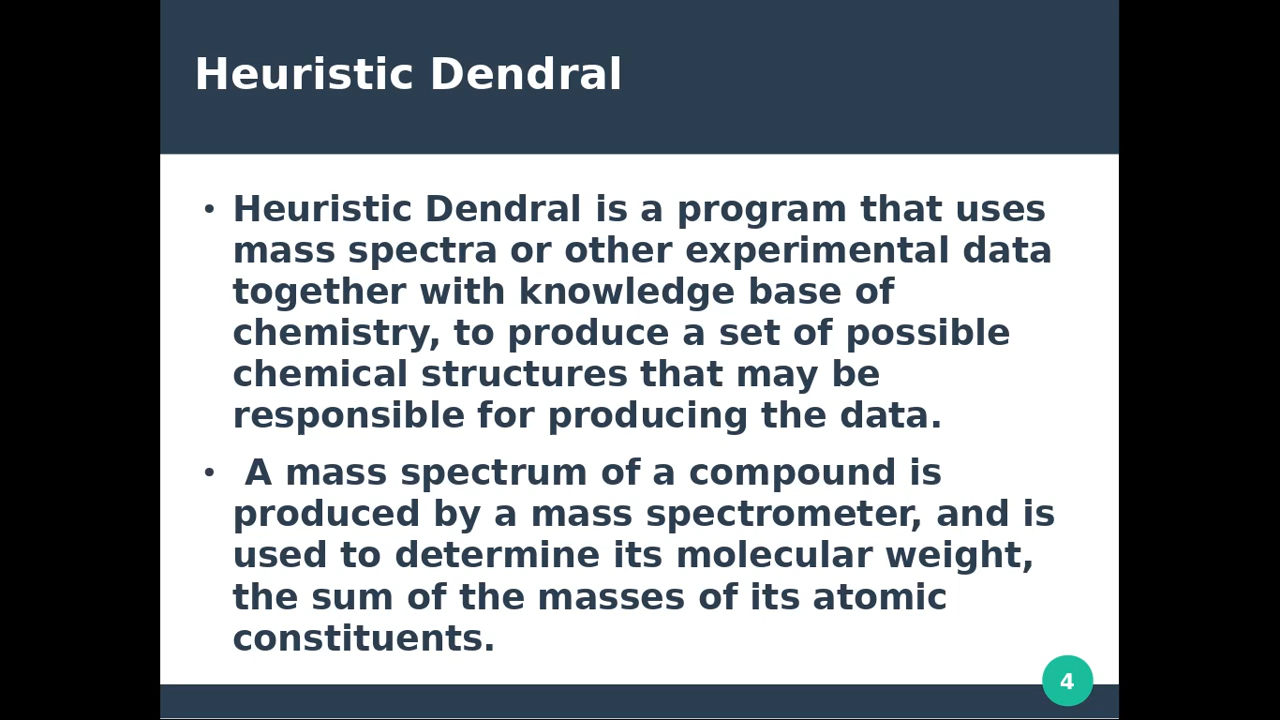 Heuristic Dendral
• Heuristic Dendral is a program that uses
mass spectra or other experimental data
together with knowledge base of
chemistry, to produce a set of possible
chemical structures that may be
responsible for producing the data.
• A mass spectrum of a compound is
produced by a mass spectrometer, and is
used to determine its molecular weight,
the sum of the masses of its atomic
constituents.
4